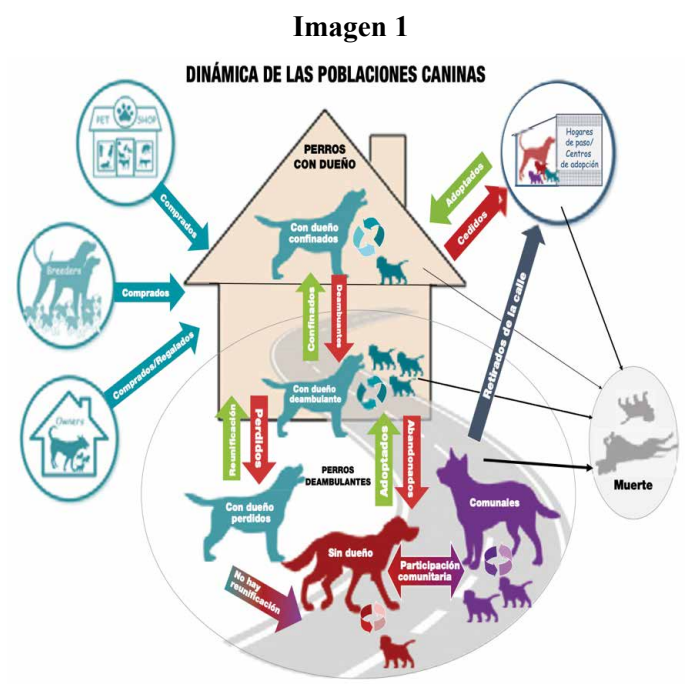 Imagen 1
DINÁMICA DE LAS POBLACIONES CANINAS
PET SHOP
Comprados
Breeders
Comprados
Owners
Comprados/Regalados
PERROS
CON DUEÑO
Con dueño
confinados
Adoptados
Cedidos
Hogares
de paso/
Centros
de adopción
Confinados
Deambuantes
Retirados de la calle
Con dueño
deambulante
Reunificación
Perdidos
Adoptados
Abandonados
Muerte
PERROS
DEAMBULANTES
Con dueño
perdidos
Comunales
Sin dueño
Participación
comunitaria
No hay
reunificación